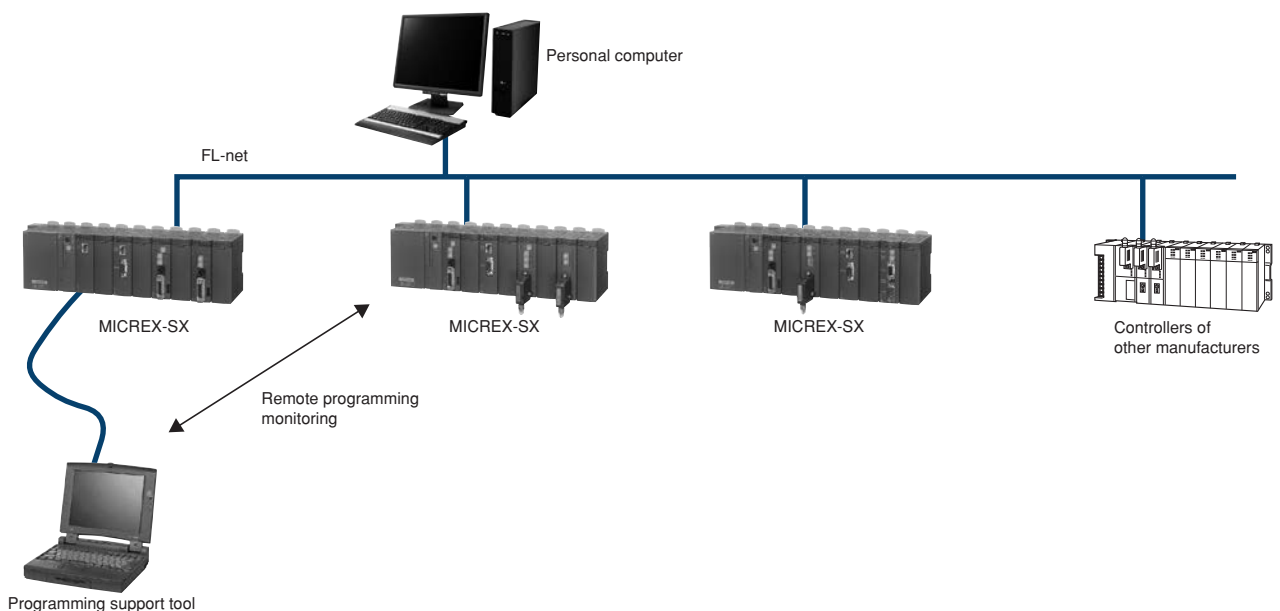 Personal computer
FL-net
MICREX-SX
MICREX-SX
MICREX-SX
Controllers of
other manufacturers
Remote programming
monitoring
Programming support tool